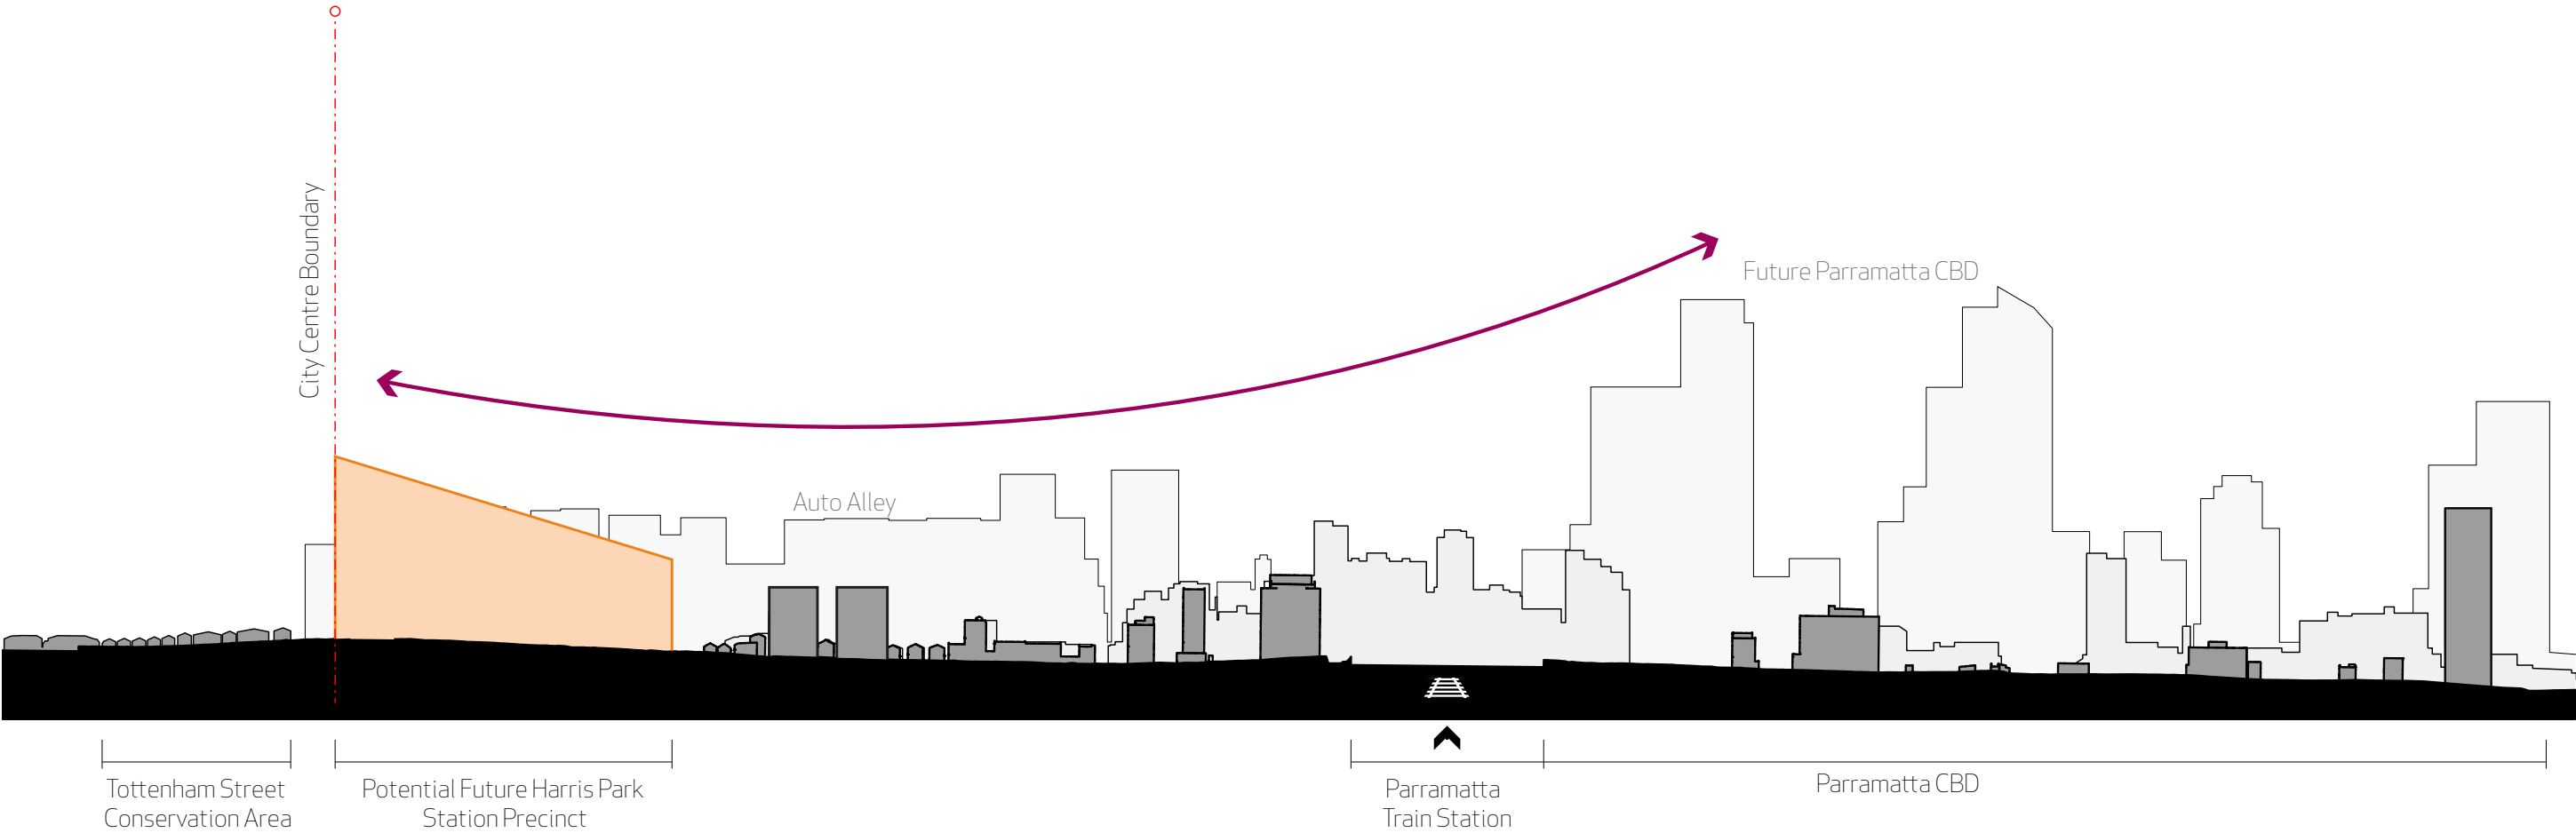 City Centre Boundary
Future Parramatta CBD
Auto Alley
Tottenham Street
Conservation Area
Potential Future Harris Park
Station Precinct
Parramatta
Train Station
Parramatta CBD